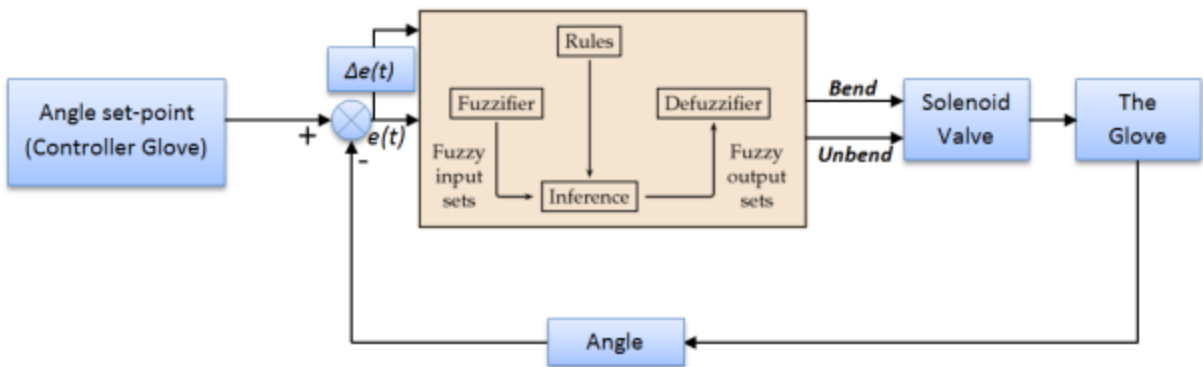 Angle set-point
(Controller Glove)
+
-
Δe(t)
e(t)
Rules
Fuzzifier
Defuzzifier
Fuzzy
input
sets
Inference
Fuzzy
output
sets
Bend
Unbend
Solenoid
Valve
The
Glove
Angle